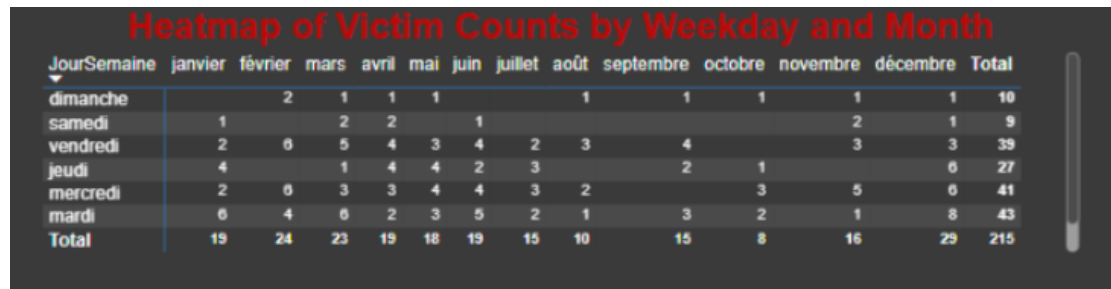 Heatmap of Victim Counts by Weekday and Month
JourSemaine janvier février mars avril mai juin juillet août septembre octobre novembre décembre Total
dimanche 2 1 1 1 1 1 1 1 1 10
samedi 1 2 2 1 2 1 9
vendredi 2 6 5 4 3 4 2 3 4 3 3 39
jeudi 4 1 4 4 2 3 2 1 6 27
mercredi 2 6 3 3 4 4 3 2 3 5 6 41
mardi 6 4 6 2 3 5 2 1 3 2 1 8 43
Total 19 24 23 19 18 19 15 10 15 8 16 29 215